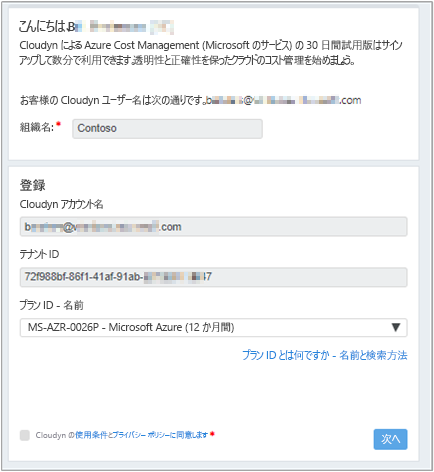 こんにちは,B
Cloudyn による Azure Cost Management (Microsoft のサービス) の 30 日間試用版はサイン
アップして数分で利用できます.透明性と正確性を保ったクラウドのコスト管理を始めましょう。
お客様の Cloudyn ユーザー名は次の通りです。 .com
組織名: * Contoso
登録
Cloudyn アカウント名
.com
テナント ID
72f988bf-86f1-41af-91ab- 47
プラン ID - 名前
MS-AZR-0026P - Microsoft Azure (12 か月間)
プラン ID とは何ですか - 名前と検索方法
Cloudyn の使用条件とプライバシー ポリシーに同意します *
次へ